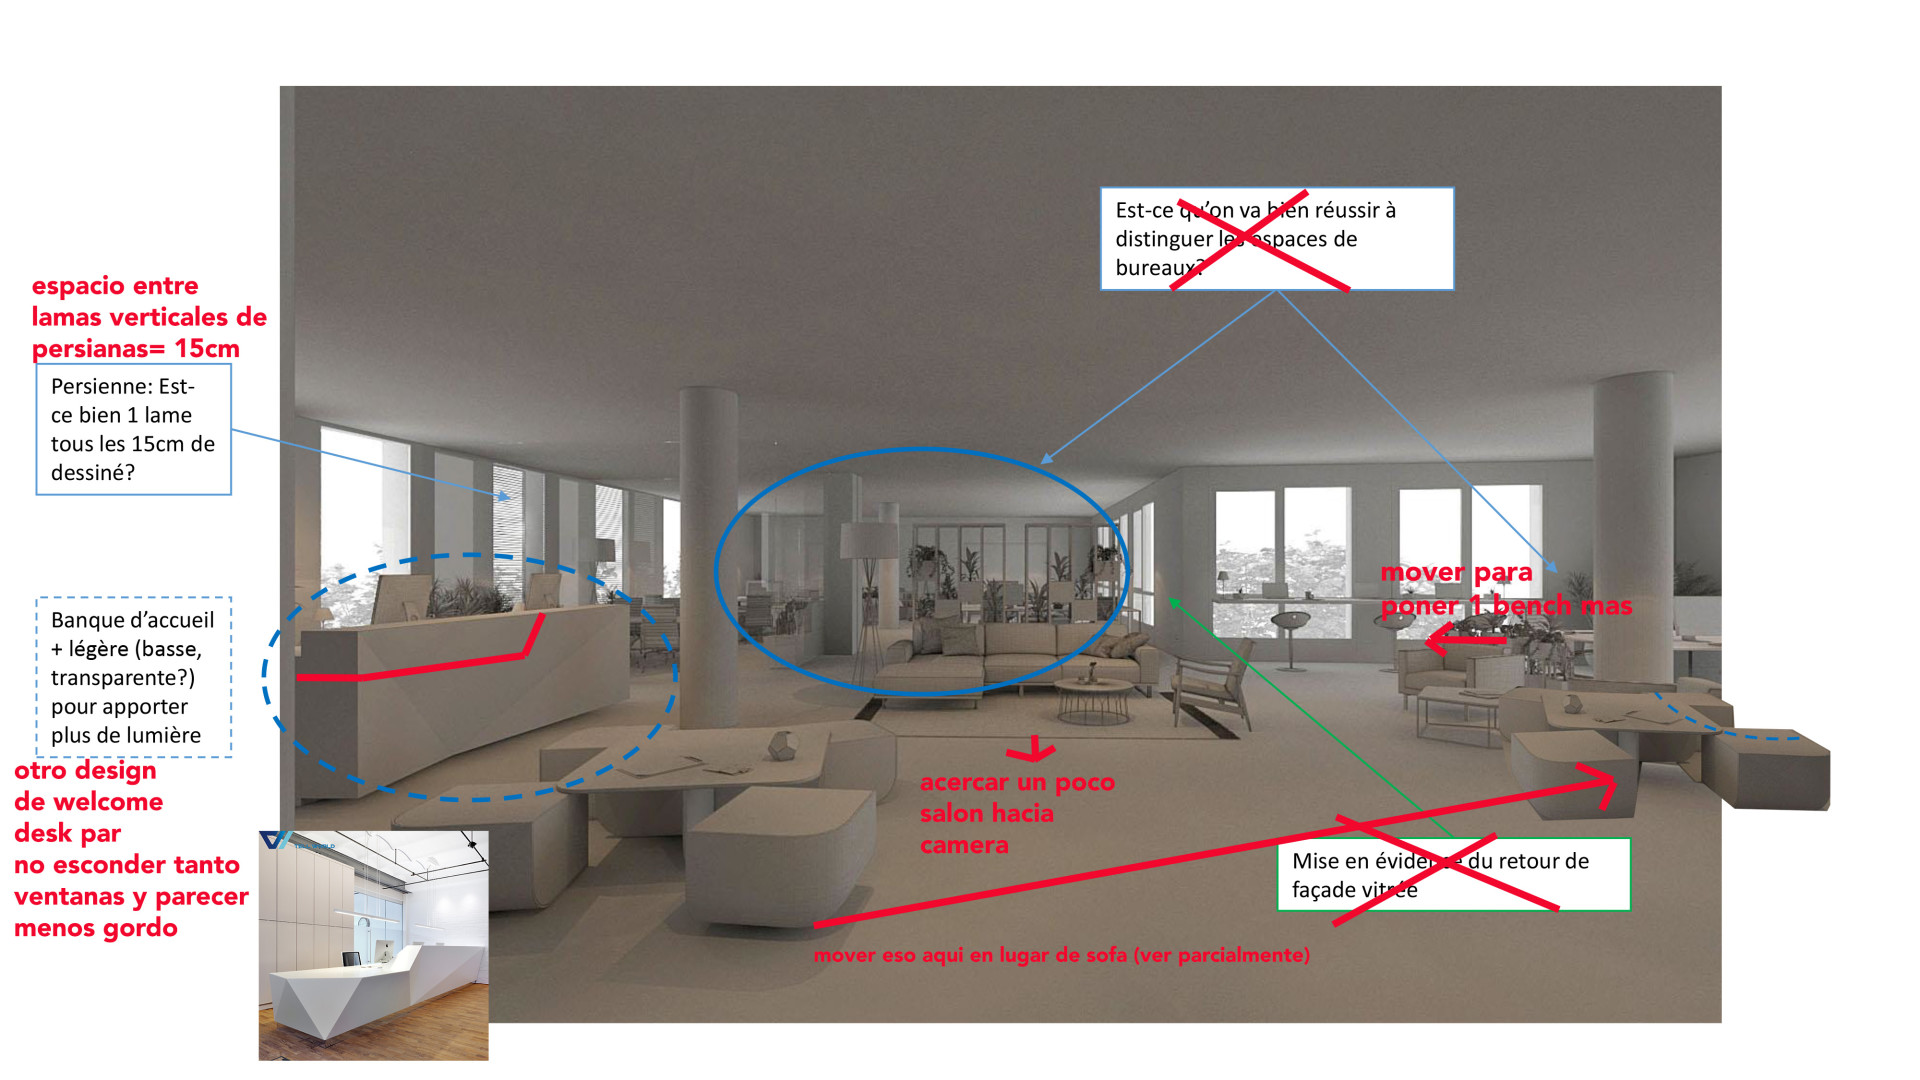 Est-ce qu'on va bien réussir à
distinguer les espaces de
bureaux?
espacio entre
lamas verticales de
persianas= 15cm
Persienne: Est-
ce bien 1 lame
tous les 15cm de
dessiné?
mover para
poner 1 bench mas
Banque d'accueil
+ légère (basse,
transparente?)
pour apporter
plus de lumière
otro design
de welcome
desk par
no esconder tanto
ventanas y parecer
menos gordo
acercar un poco
salon hacia
camera
Mise en évidence du retour de
façade vitrée
mover eso aqui en lugar de sofa (ver parcialmente)